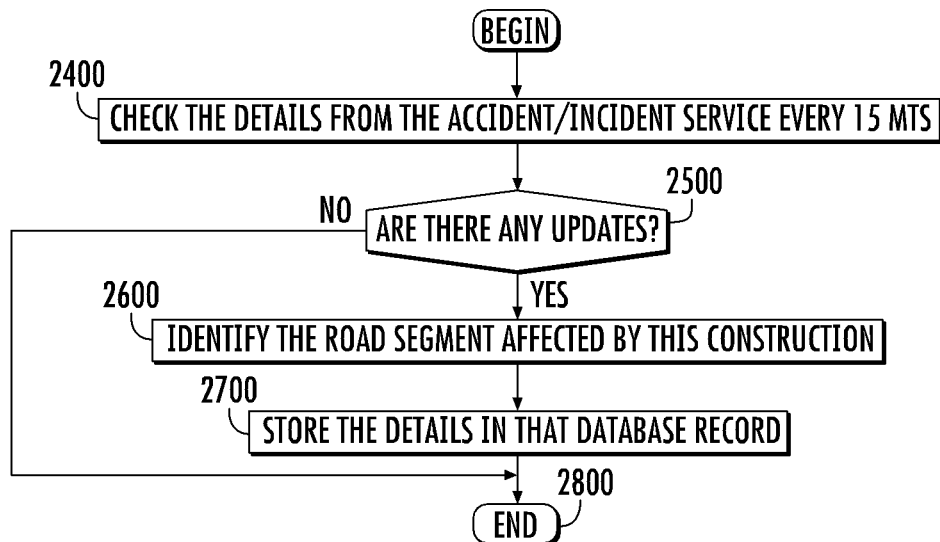 BEGIN
2400
CHECK THE DETAILS FROM THE ACCIDENT/INCIDENT SERVICE EVERY 15 MTS
2500
NO
ARE THERE ANY UPDATES?
YES
2600
IDENTIFY THE ROAD SEGMENT AFFECTED BY THIS CONSTRUCTION
2700
STORE THE DETAILS IN THAT DATABASE RECORD
2800
END